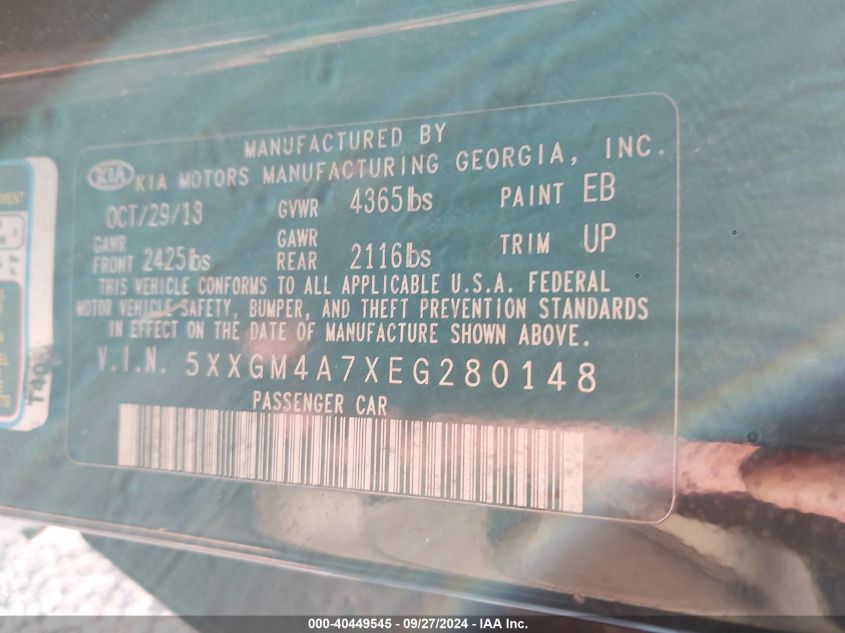 MANUFACTURED BY
KIA KIA MOTORS MANUFACTURING GEORGIA, INC.
OCT/29/13 GVWR 4365lbs PAINT EB
GAWR FRONT 2425lbs GAWR REAR 2116lbs TRIM UP
THIS VEHICLE CONFORMS TO ALL APPLICABLE U.S.A. FEDERAL
MOTOR VEHICLE SAFETY, BUMPER, AND THEFT PREVENTION STANDARDS
IN EFFECT ON THE DATE OF MANUFACTURE SHOWN ABOVE.
V.I.N. 5XXGM4A7XEG280148
PASSENGER CAR
000-40449545 - 09/27/2024 - IAA Inc.